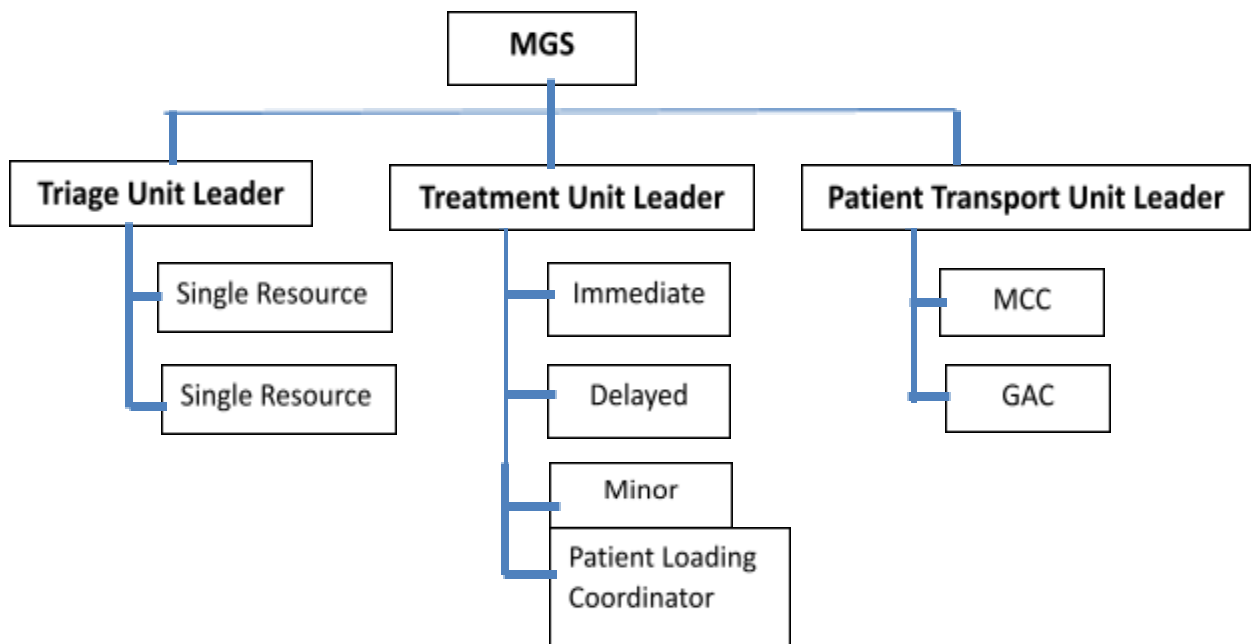 MGS
Triage Unit Leader
Treatment Unit Leader
Patient Transport Unit Leader
Single Resource
Single Resource
Immediate
Delayed
Minor
Patient Loading
Coordinator
MCC
GAC